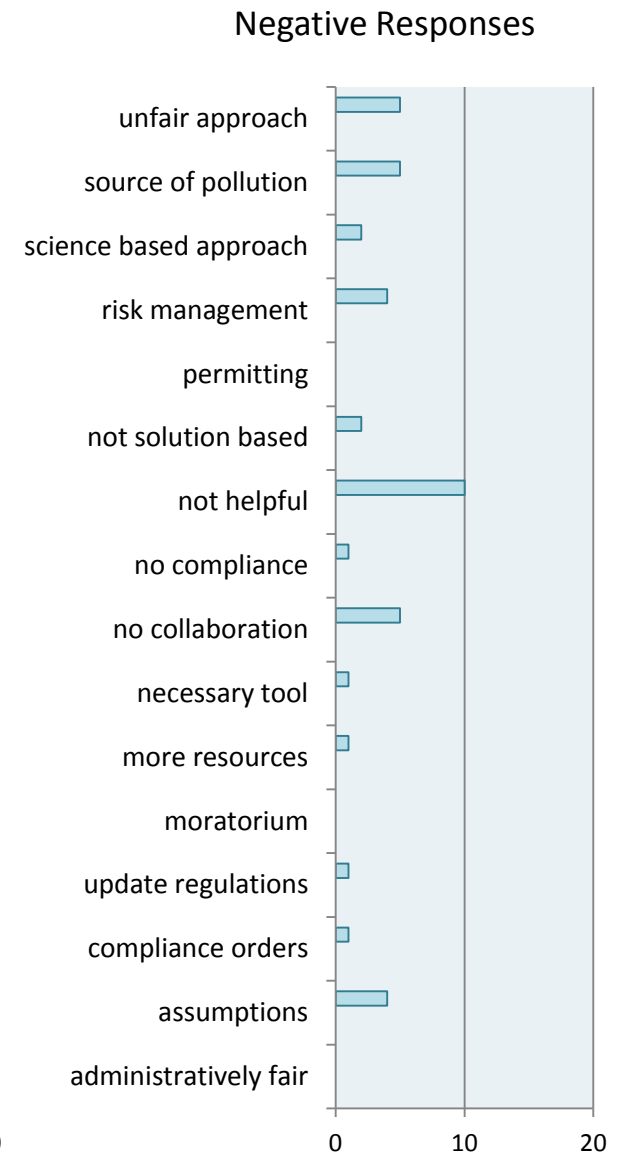 Negative Responses
unfair approach
source of pollution
science based approach
risk management
permitting
not solution based
not helpful
no compliance
no collaboration
necessary tool
more resources
moratorium
update regulations
compliance orders
assumptions
administratively fair
0 10 20